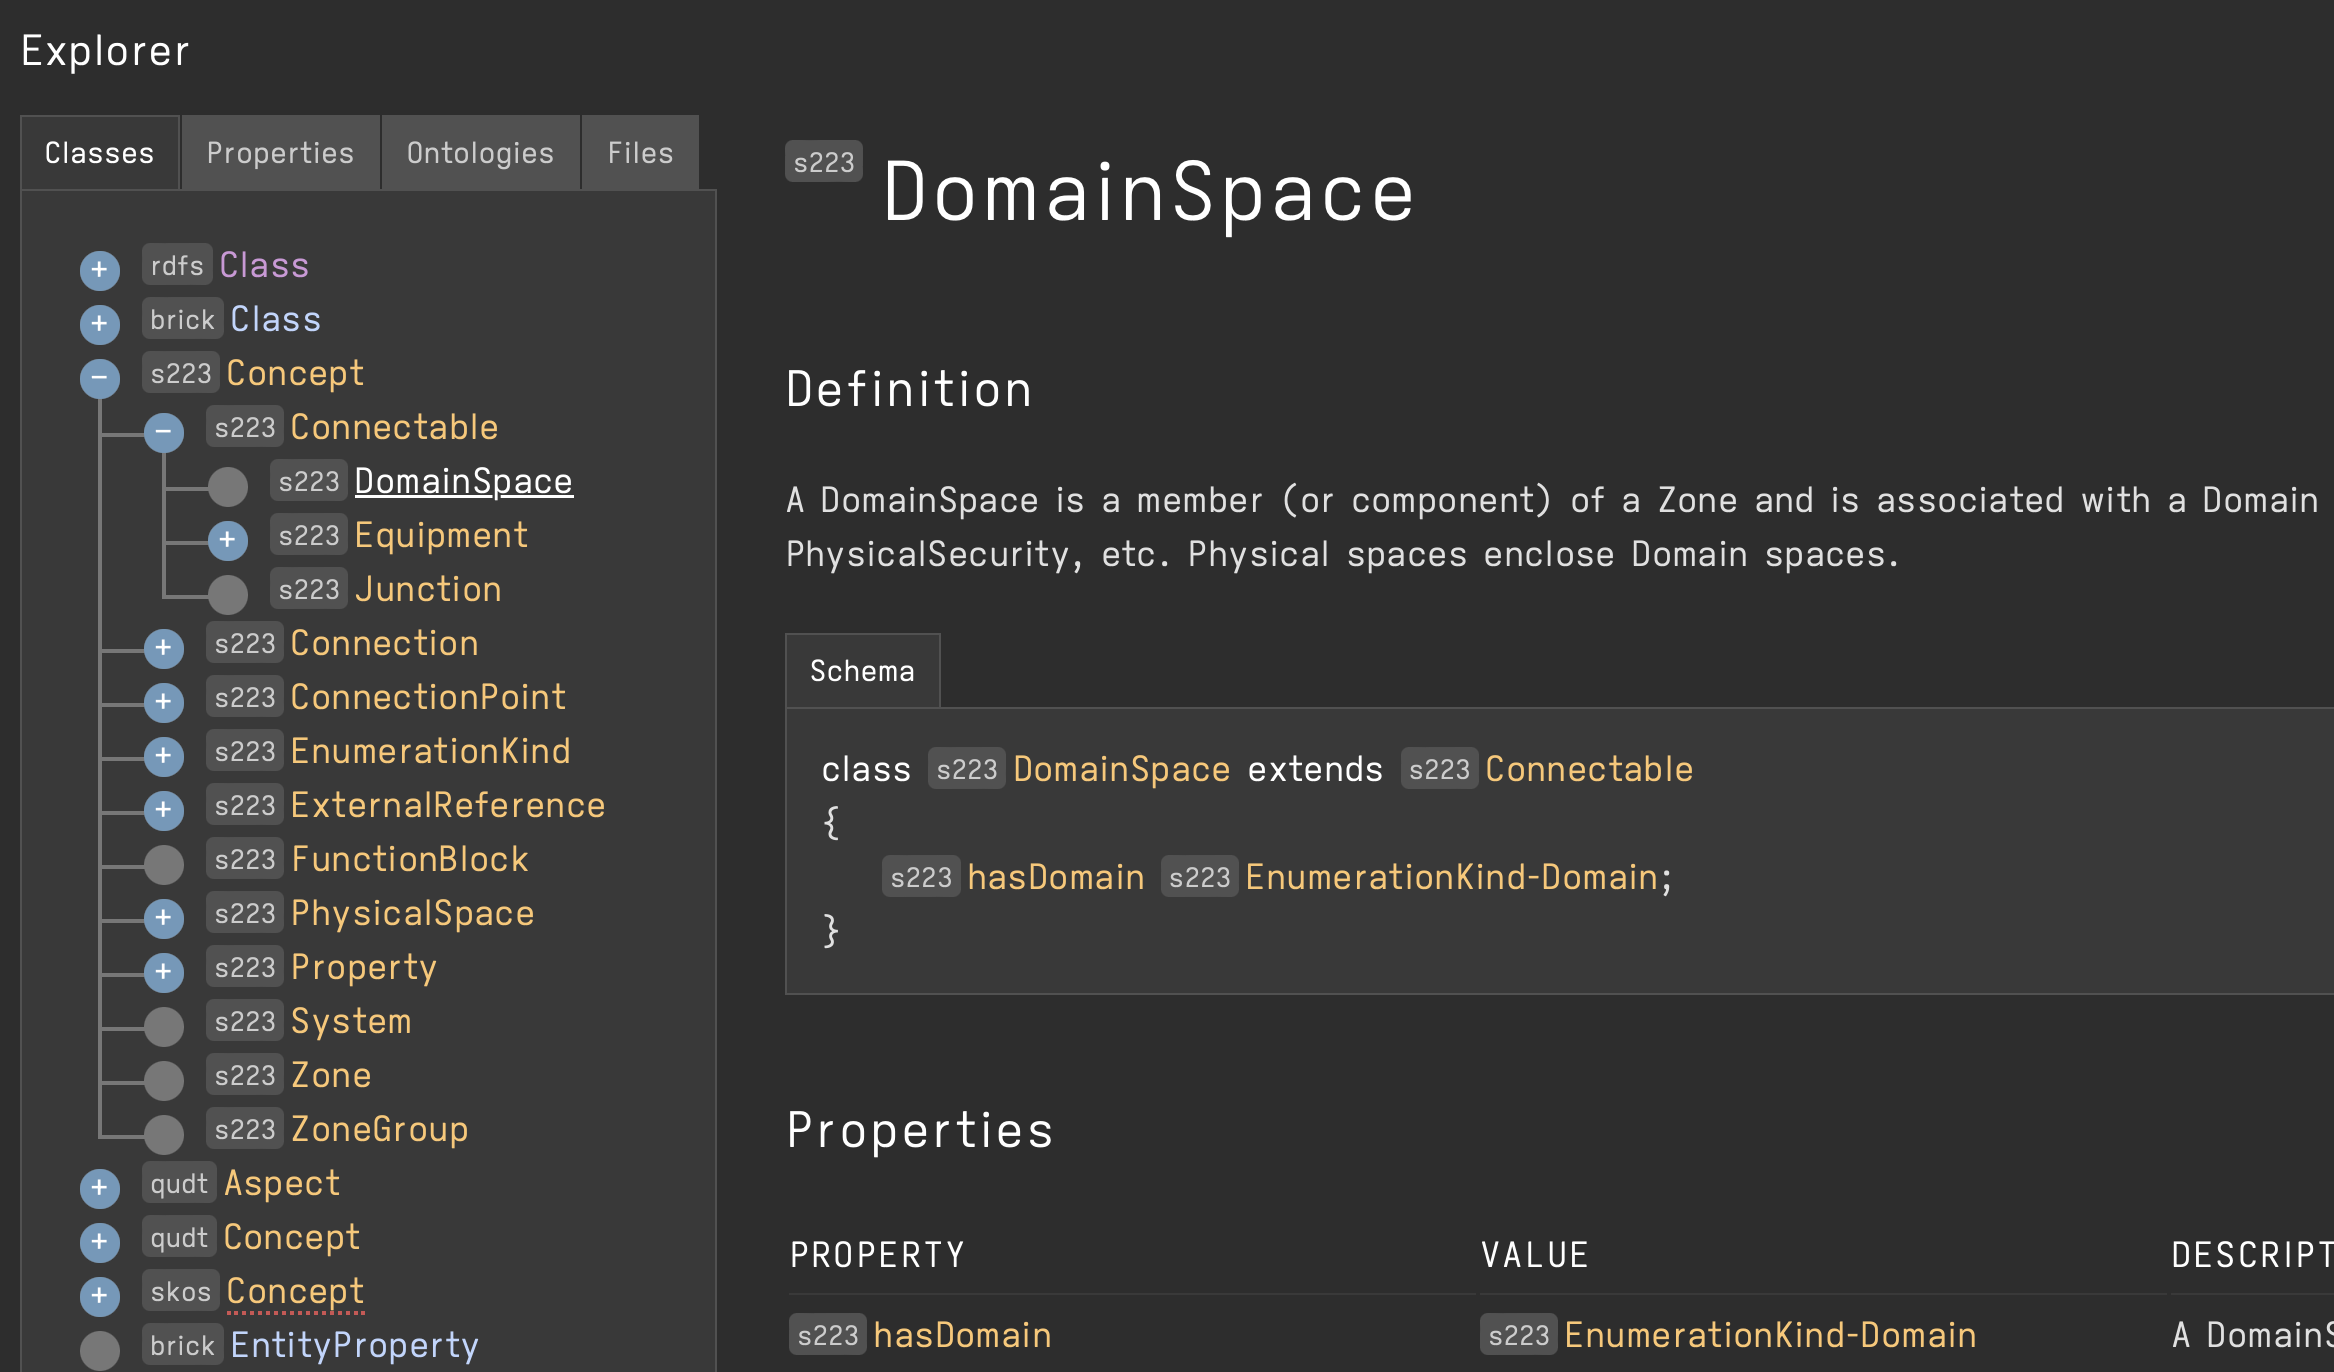 Explorer
Classes Properties Ontologies Files
rdfs Class
brick Class
s223 Concept
s223 Connectable
s223 DomainSpace
s223 Equipment
s223 Junction
s223 Connection
s223 ConnectionPoint
s223 EnumerationKind
s223 ExternalReference
s223 FunctionBlock
s223 PhysicalSpace
s223 Property
s223 System
s223 Zone
s223 ZoneGroup
qudt Aspect
qudt Concept
skos Concept
brick EntityProperty
s223 DomainSpace
Definition
A DomainSpace is a member (or component) of a Zone and is associated with a Domain
PhysicalSecurity, etc. Physical spaces enclose Domain spaces.
Schema
class s223 DomainSpace extends s223 Connectable
{
s223 hasDomain s223 EnumerationKind-Domain;
}
Properties
PROPERTY VALUE DESCRIPT
s223 hasDomain s223 EnumerationKind-Domain A DomainS